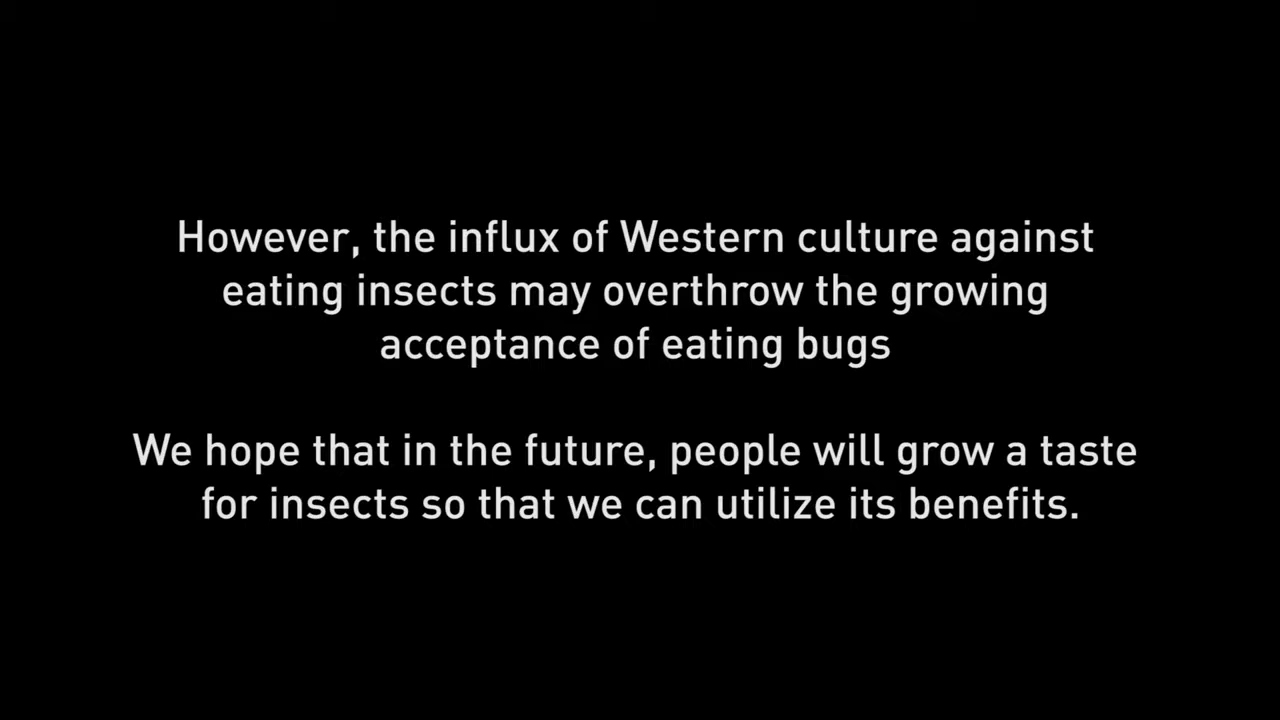 However, the influx of Western culture against
eating insects may overthrow the growing
acceptance of eating bugs
We hope that in the future, people will grow a taste
for insects so that we can utilize its benefits.